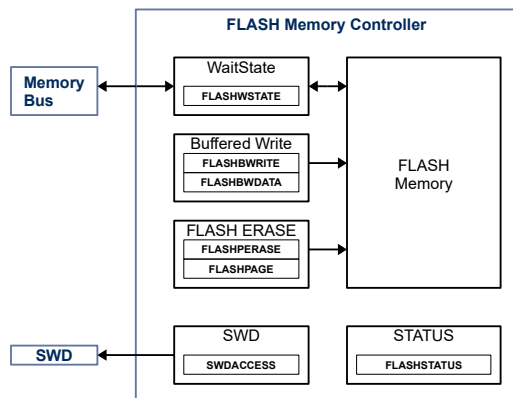 FLASH Memory Controller
Memory
Bus
WaitState
FLASHWSTATE
Buffered Write
FLASHBWRITE
FLASHBWDATA
FLASH
Memory
FLASH ERASE
FLASHPERASE
FLASHPAGE
SWD
SWD
SWDACCESS
STATUS
FLASHSTATUS